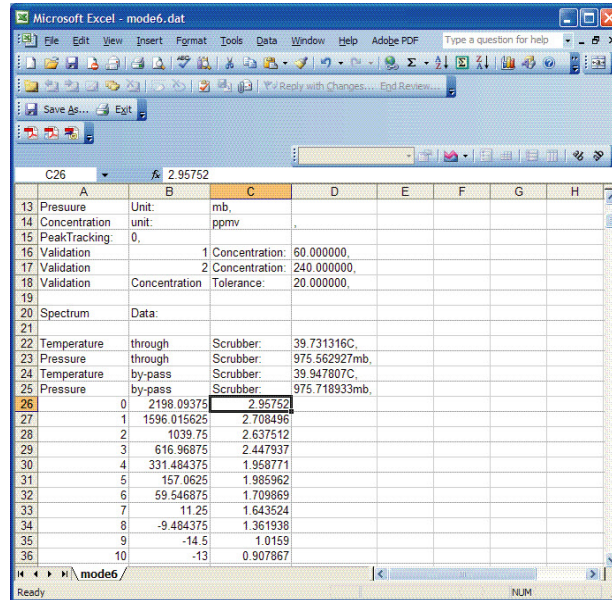 Microsoft Excel - mode6.dat
File Edit View Insert Format Tools Data Window Help Adobe PDF Type a question for help
Reply with Changes... End Review...
Save As... Exit
C26 fx 2.95752
A B C D E F G H
13 Presuure Unit: mb,
14 Concentration unit: ppmv ,
15 PeakTracking: 0,
16 Validation 1 Concentration: 60.000000,
17 Validation 2 Concentration: 240.000000,
18 Validation Concentration Tolerance: 20.000000,
19
20 Spectrum Data:
21
22 Temperature through Scrubber: 39.731316C,
23 Pressure through Scrubber: 975.562927mb,
24 Temperature by-pass Scrubber: 39.947807C,
25 Pressure by-pass Scrubber: 975.718933mb,
26 0 2198.09375 2.95752
27 1 1596.015625 2.708496
28 2 1039.75 2.637512
29 3 616.96875 2.447937
30 4 331.484375 1.958771
31 5 157.0625 1.985962
32 6 59.546875 1.709869
33 7 11.25 1.643524
34 8 -9.484375 1.361938
35 9 -14.5 1.0159
36 10 -13 0.907867
mode6
Ready NUM